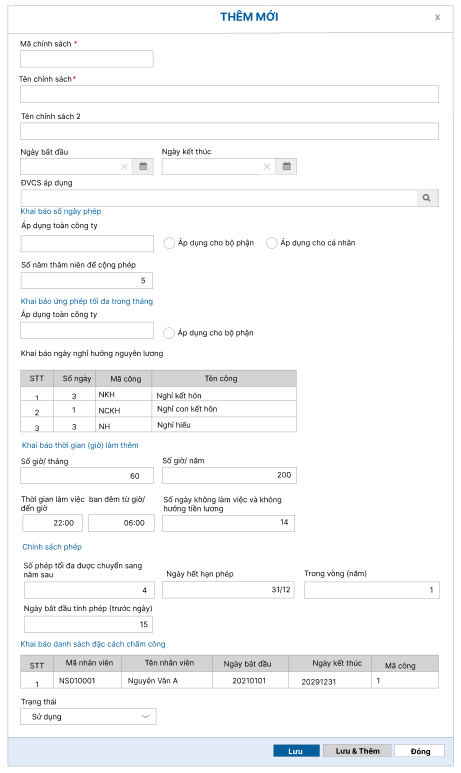 THÊM MỚI
x
Mã chính sách *
Tên chính sách*
Tên chính sách 2
Ngày bắt đầu Ngày kết thúc
ĐVCS áp dụng
Khai báo số ngày phép
Áp dụng toàn công ty
Áp dụng cho bộ phận Áp dụng cho cá nhân
Số năm thâm niên để cộng phép
5
Khai báo ứng phép tối đa trong tháng
Áp dụng toàn công ty
Áp dụng cho bộ phận
Khai báo ngày nghỉ hưởng nguyên lương
STT Số ngày Mã công Tên công
1 3 NKH Nghỉ kết hôn
2 1 NCKH Nghỉ con kết hôn
3 3 NH Nghỉ hiếu
Khai báo thời gian (giờ) làm thêm
Số giờ/ tháng Số giờ/ năm
60 200
Thời gian làm việc ban đêm từ giờ/
đến giờ
Số ngày không làm việc và không
hưởng tiền lương
22:00 06:00 14
Chính sách phép
Số phép tối đa được chuyển sang
năm sau
Ngày hết hạn phép Trong vòng (năm)
4 31/12 1
Ngày bắt đầu tính phép (trước ngày)
15
Khai báo danh sách đặc cách chấm công
STT Mã nhân viên Tên nhân viên Ngày bắt đầu Ngày kết thúc Mã công
1 NS010001 Nguyễn Văn A 20210101 20291231 1
Trạng thái
Sử dụng
Lưu Lưu & Thêm Đóng